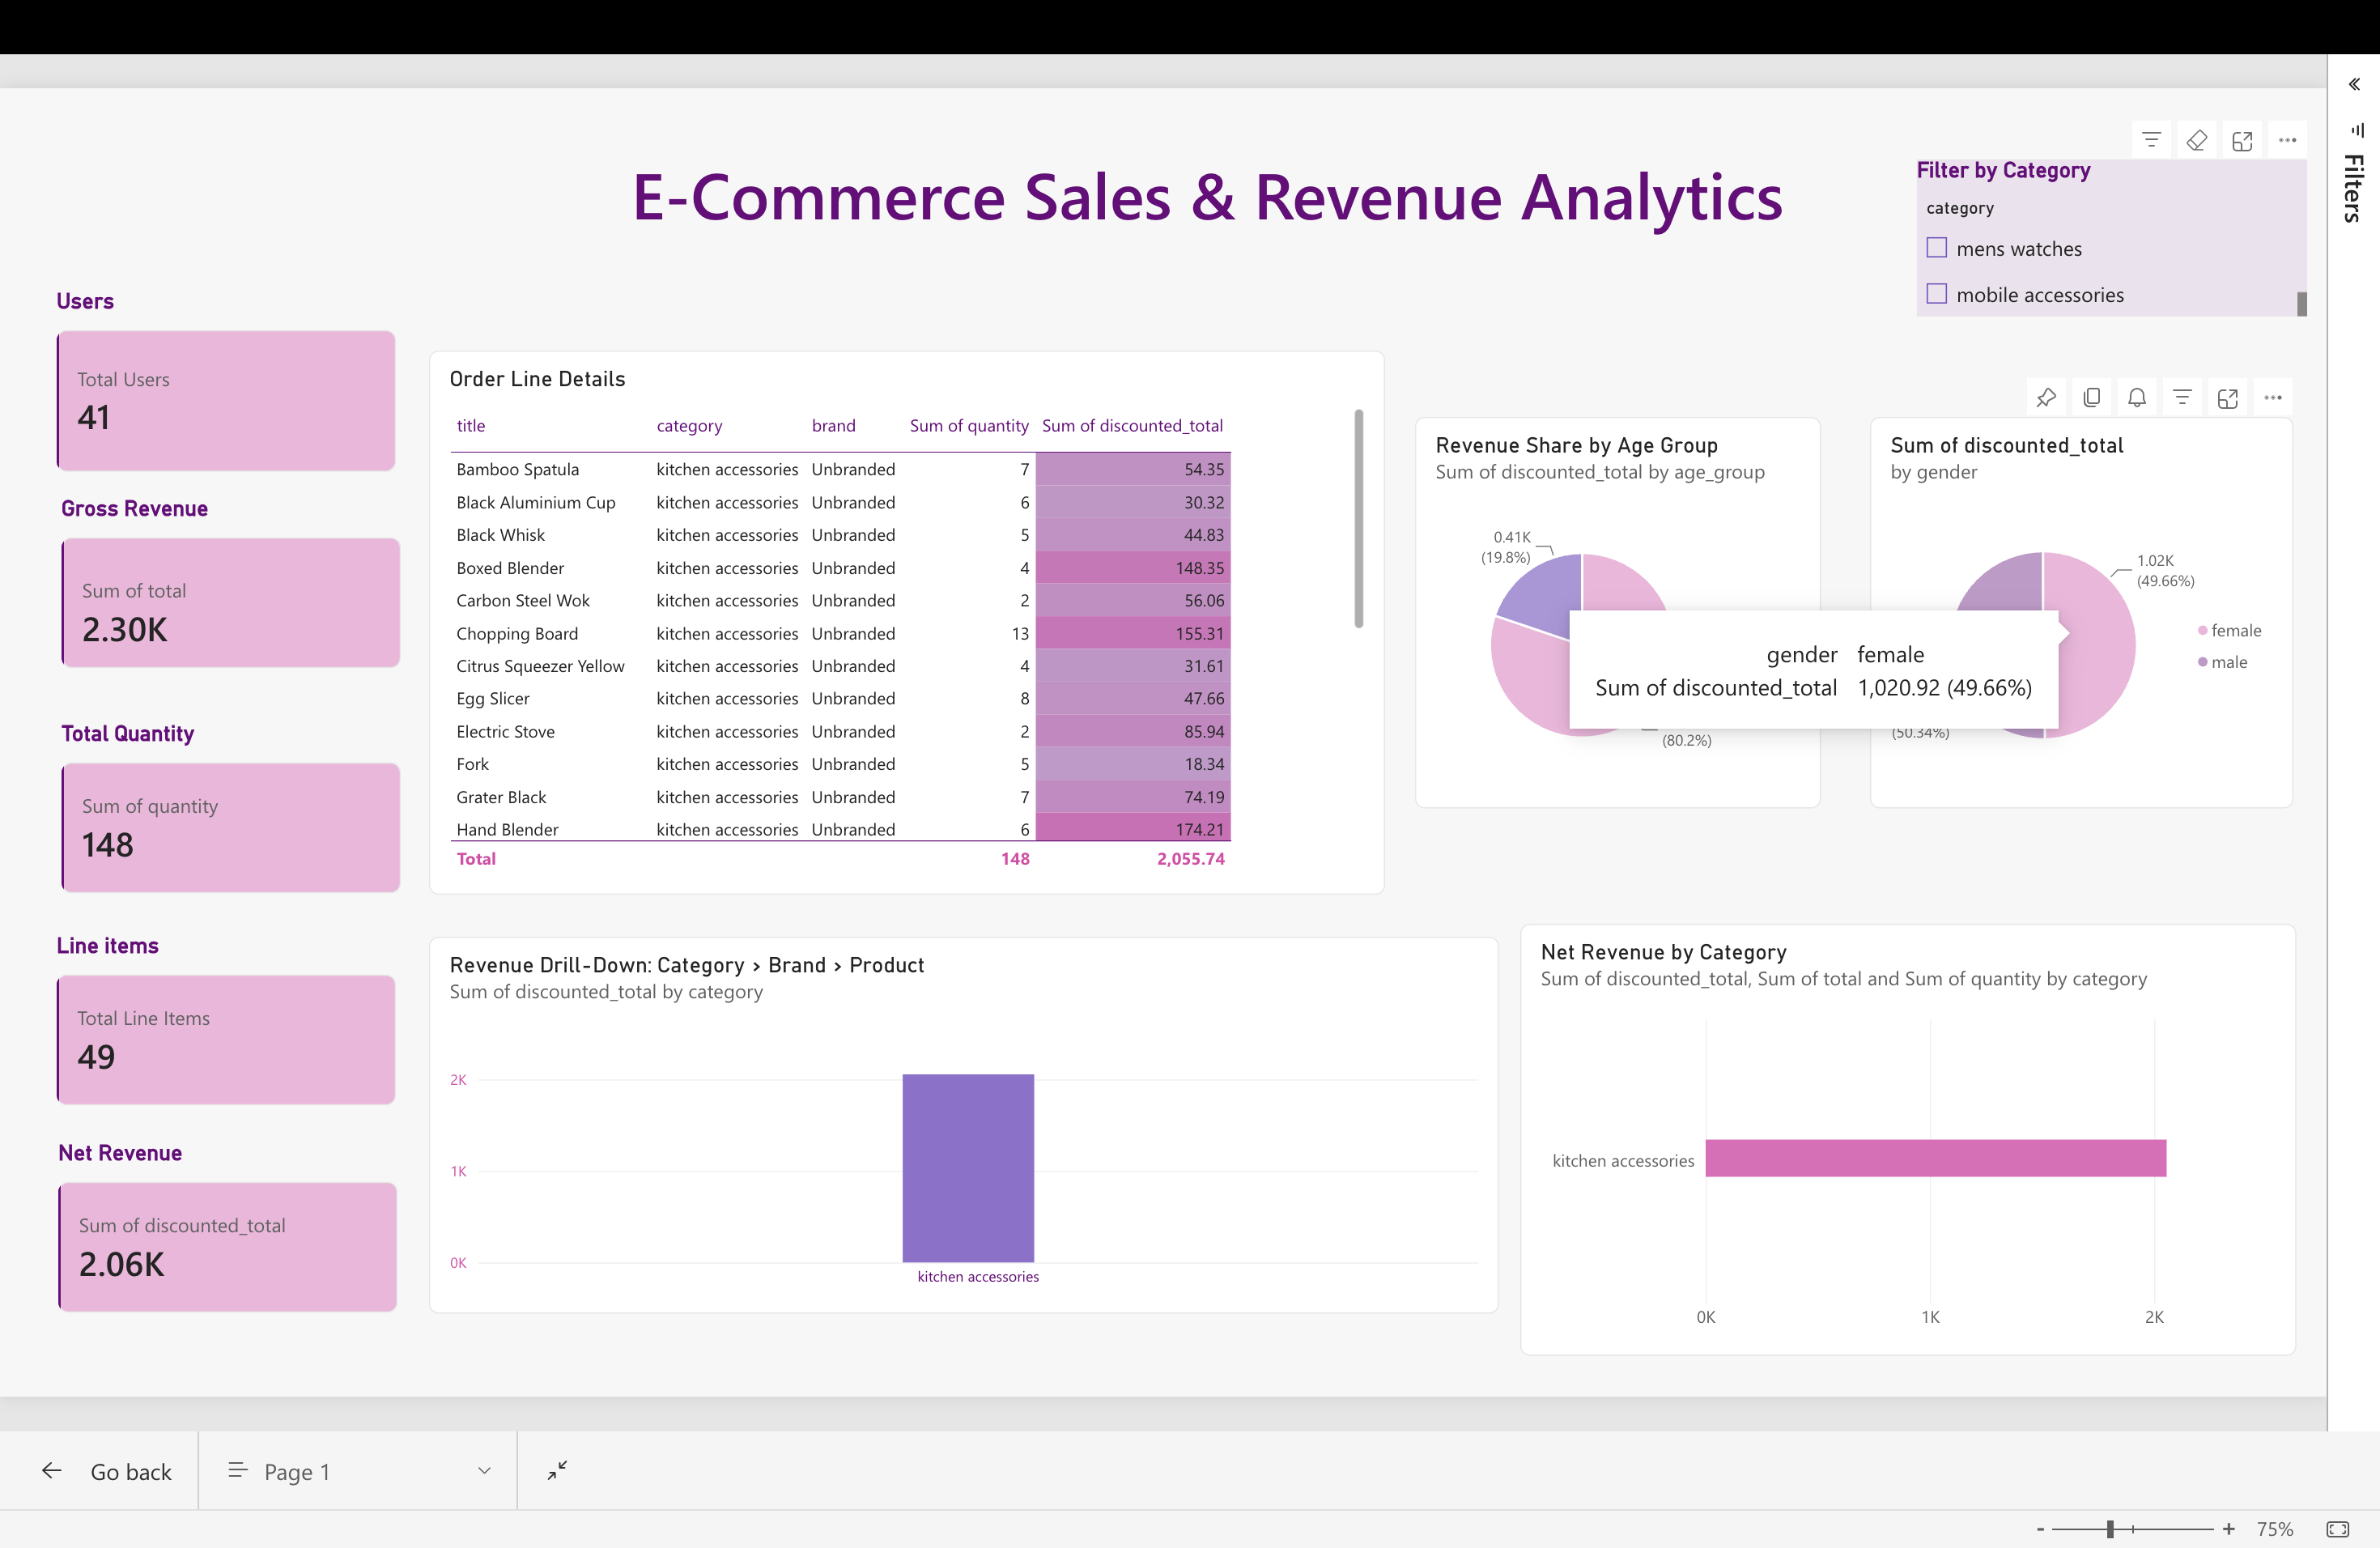 E-Commerce Sales & Revenue Analytics
Filter by Category
category
mens watches
mobile accessories
Filters
Users
Total Users
41
Gross Revenue
Sum of total
2.30K
Total Quantity
Sum of quantity
148
Line items
Total Line Items
49
Net Revenue
Sum of discounted_total
2.06K
Order Line Details
title category brand Sum of quantity Sum of discounted_total
Bamboo Spatula kitchen accessories Unbranded 7 54.35
Black Aluminium Cup kitchen accessories Unbranded 6 30.32
Black Whisk kitchen accessories Unbranded 5 44.83
Boxed Blender kitchen accessories Unbranded 4 148.35
Carbon Steel Wok kitchen accessories Unbranded 2 56.06
Chopping Board kitchen accessories Unbranded 13 155.31
Citrus Squeezer Yellow kitchen accessories Unbranded 4 31.61
Egg Slicer kitchen accessories Unbranded 8 47.66
Electric Stove kitchen accessories Unbranded 2 85.94
Fork kitchen accessories Unbranded 5 18.34
Grater Black kitchen accessories Unbranded 7 74.19
Hand Blender kitchen accessories Unbranded 6 174.21
Total 148 2,055.74
Revenue Share by Age Group
Sum of discounted_total by age_group
0.41K
(19.8%)
(80.2%)
Sum of discounted_total
by gender
1.02K
(49.66%)
female
male
(50.34%)
gender female
Sum of discounted_total 1,020.92 (49.66%)
Revenue Drill-Down: Category › Brand › Product
Sum of discounted_total by category
2K
1K
0K
kitchen accessories
Net Revenue by Category
Sum of discounted_total, Sum of total and Sum of quantity by category
kitchen accessories
0K 1K 2K
Go back
Page 1
- + 75%